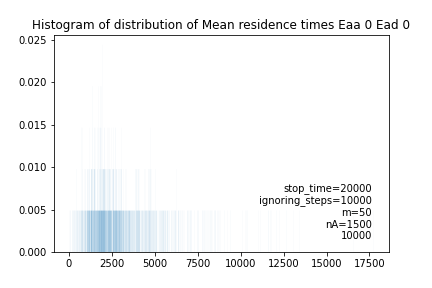 Histogram of distribution of Mean residence times Eaa 0 Ead 0
0.025
0.020
0.015
0.010
0.005
0.000
stop_time=20000
ignoring_steps=10000
m=50
nA=1500
10000
0 2500 5000 7500 10000 12500 15000 17500